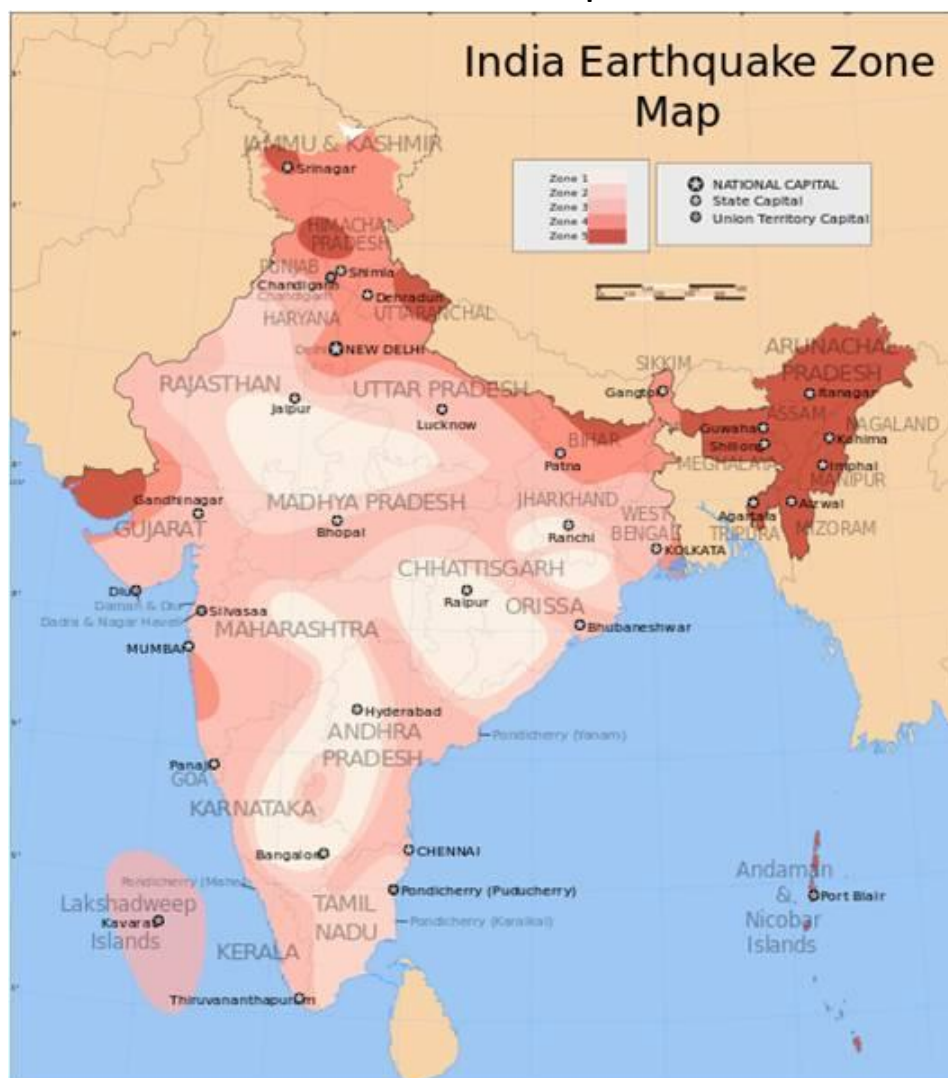 India Earthquake Zone
Map
JAMMU & KASHMIR
Srinagar
Zone 1
Zone 2
Zone 3
Zone 4
Zone 5
NATIONAL CAPITAL
State Capital
Union Territory Capital
HIMACHAL
PRADESH
PUNJAB
Shimla
Chandigarh
Chandigarh
Dehradun
UTTARANCHAL
HARYANA
Delhi
NEW DELHI
ARUNACHAL
PRADESH
SIKKIM
RAJASTHAN
UTTAR PRADESH
Gangtok
Itanagar
Jaipur
Lucknow
ASSAM
NAGALAND
Guwaha
Kohima
BIHAR
Shillong
Patna
MEGHALAYA
Imphal
MANIPUR
Gandhinagar
MADHYA PRADESH
JHARKHAND
Agartala
Aizwal
GUJARAT
Bhopal
Ranchi
WEST
BENGAL
TRIPURA
MIZORAM
KOLKATA
CHHATTISGARH
Diu
Raipur
ORISSA
Daman & Diu
Silvasaa
Dadra & Nagar Haveli
MAHARASHTRA
Bhubaneshwar
MUMBAI
Hyderabad
ANDHRA
PRADESH
Pondicherry (Yanam)
Panaji
GOA
KARNATAKA
Bangalore
CHENNAI
Pondicherry (Mahe)
Pondicherry (Puducherry)
Andaman
&
Nicobar
Islands
Port Blair
Lakshadweep
Islands
Kavarati
TAMIL
NADU
Pondicherry (Karaikal)
KERALA
Thiruvananthapuram